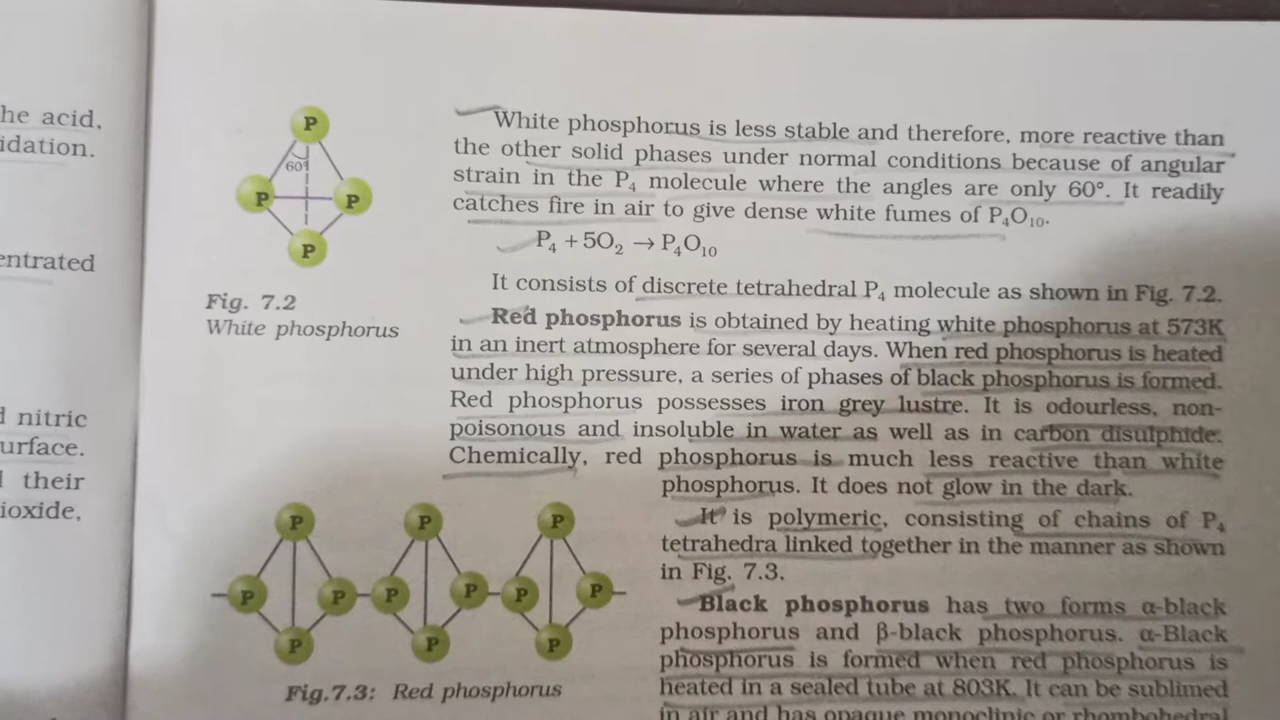 he acid,
idation.
entrated
nitric
urface.
their
ioxide,
P
60°
P P
P
Fig. 7.2
White phosphorus
White phosphorus is less stable and therefore, more reactive than
the other solid phases under normal conditions because of angular
strain in the P₄ molecule where the angles are only 60°. It readily
catches fire in air to give dense white fumes of P₄O₁₀.
P₄ + 5O₂ → P₄O₁₀
It consists of discrete tetrahedral P₄ molecule as shown in Fig. 7.2.
Red phosphorus is obtained by heating white phosphorus at 573K
in an inert atmosphere for several days. When red phosphorus is heated
under high pressure, a series of phases of black phosphorus is formed.
Red phosphorus possesses iron grey lustre. It is odourless, non-
poisonous and insoluble in water as well as in carbon disulphide.
Chemically, red phosphorus is much less reactive than white
phosphorus. It does not glow in the dark.
It is polymeric, consisting of chains of P₄
tetrahedra linked together in the manner as shown
in Fig. 7.3.
Black phosphorus has two forms α-black
phosphorus and β-black phosphorus. α-Black
phosphorus is formed when red phosphorus is
heated in a sealed tube at 803K. It can be sublimed
in air and has opaque monoclinic or rhombohedral
P P P
P P P P P P
P P P
Fig.7.3: Red phosphorus